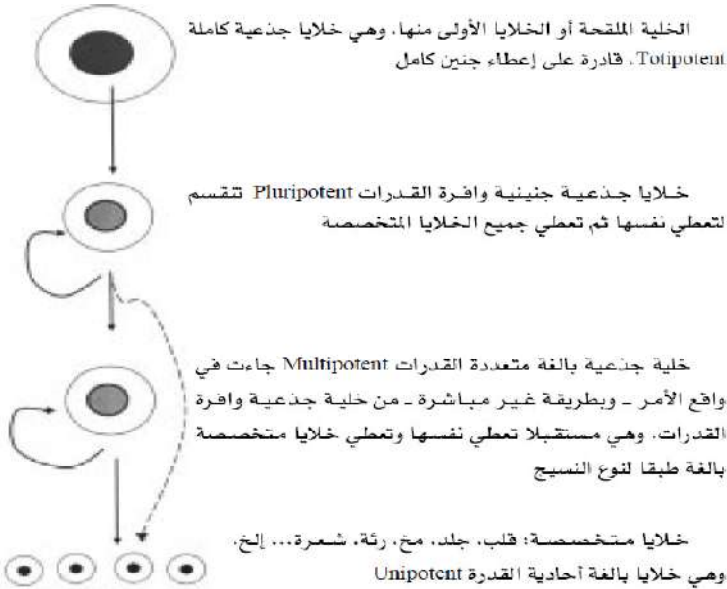 الخلية الملقحة أو الخلايا الأولى منها، وهي خلايا جذعية كاملة
Totipotent، قادرة على إعطاء جنين كامل
خلايا جذعية جنينية وافرة القدرات Pluripotent تنقسم
لتعطي نفسها ثم تعطي جميع الخلايا المتخصصة
خلية جذعية بالغة متعددة القدرات Multipotent جاءت في
واقع الأمر ـ وبطريقة غير مباشرة ـ من خلية جذعية وافرة
القدرات، وهي مستقبلا تعطي نفسها وتعطي خلايا متخصصة
بالغة طبقا لنوع النسيج
خلايا متخصصة: قلب، جلد، مخ، رئة، شعرة... إلخ،
وهي خلايا بالغة أحادية القدرة Unipotent